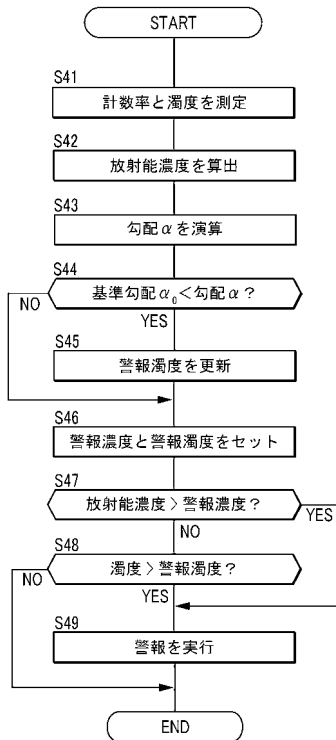 START
S41
計数率と濁度を測定
S42
放射能濃度を算出
S43
勾配αを演算
S44
基準勾配α₀<勾配α?
NO
YES
S45
警報濁度を更新
S46
警報濃度と警報濁度をセット
S47
放射能濃度>警報濃度?
YES
NO
S48
濁度>警報濁度?
NO
YES
S49
警報を実行
END